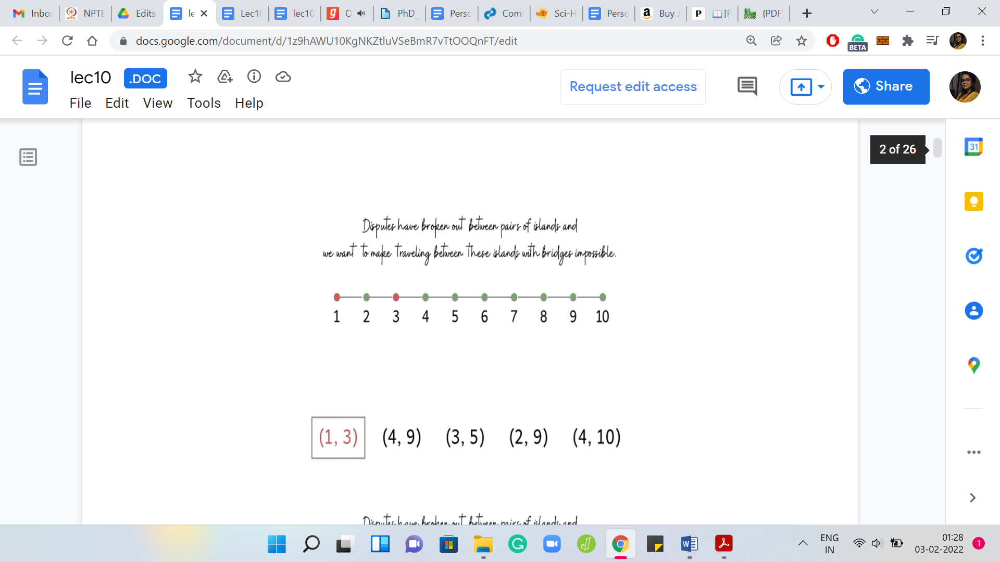 Inbo NPTE Edits le Lec1 lec10 O PhD_ Perso Com Sci-H Perso Buy J [P {PDF
docs.google.com/document/d/1z9hAWU10KgNKZtluVSeBmR7vTtOOQnFT/edit
BETA
lec10 .DOC
Request edit access
Share
File Edit View Tools Help
2 of 26
31
Disputes have broken out between pairs of islands and
we want to make traveling between these islands with bridges impossible.
1 2 3 4 5 6 7 8 9 10
(1, 3) (4, 9) (3, 5) (2, 9) (4, 10)
Disputes have broken out between pairs of islands and
ENG
IN
01:28
03-02-2022
1